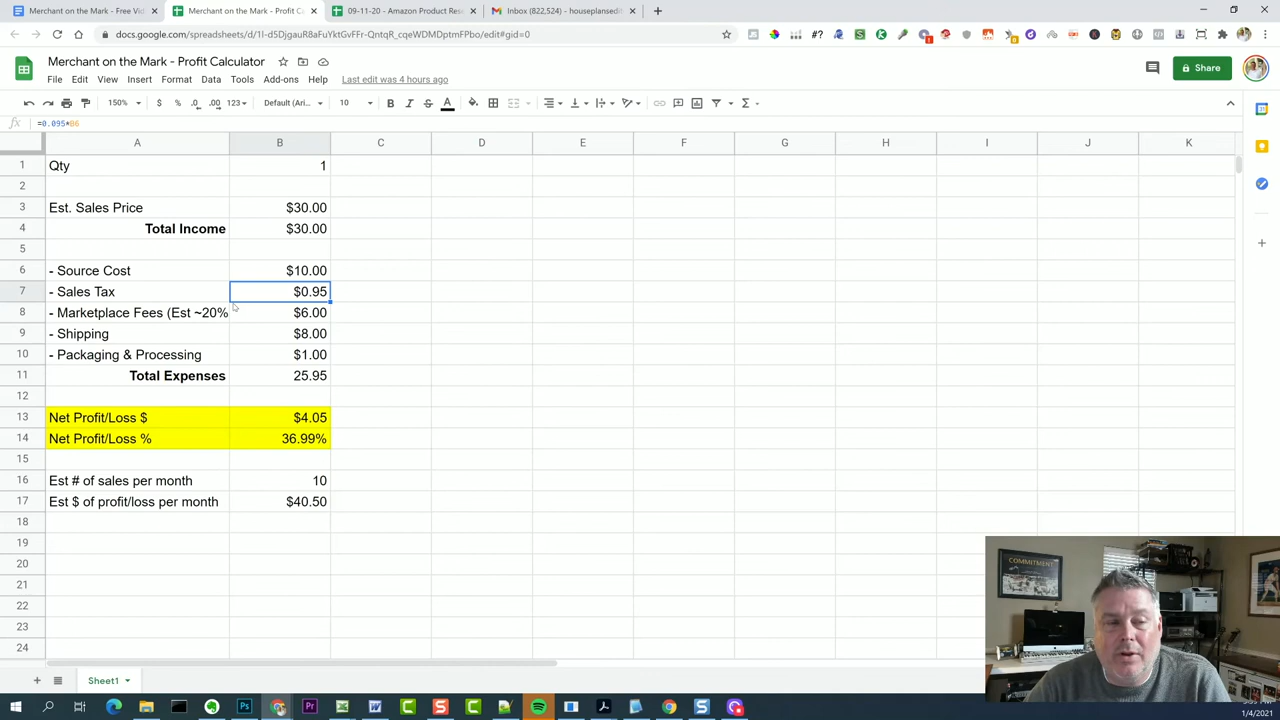 Merchant on the Mark - Free Vid
Merchant on the Mark - Profit Ca
09-11-20 - Amazon Product Res
Inbox (822,524) - houseplansedit
docs.google.com/spreadsheets/d/1l-d5DjgauR8aFuYktGvFFr-QntqR_cqeWDMDptmFPbo/edit#gid=0
Merchant on the Mark - Profit Calculator
File Edit View Insert Format Data Tools Add-ons Help Last edit was 4 hours ago
Share
150% $ % .0 .00 123 Default (Ari... 10 B I S A
fx =0.095*B6
A B C D E F G H I J K
1 Qty 1
2
3 Est. Sales Price $30.00
4 Total Income $30.00
5
6 - Source Cost $10.00
7 - Sales Tax $0.95
8 - Marketplace Fees (Est ~20% $6.00
9 - Shipping $8.00
10 - Packaging & Processing $1.00
11 Total Expenses 25.95
12
13 Net Profit/Loss $ $4.05
14 Net Profit/Loss % 36.99%
15
16 Est # of sales per month 10
17 Est $ of profit/loss per month $40.50
18
19
20
21
22
23
24
COMMITMENT
Sheet1
1/4/2021